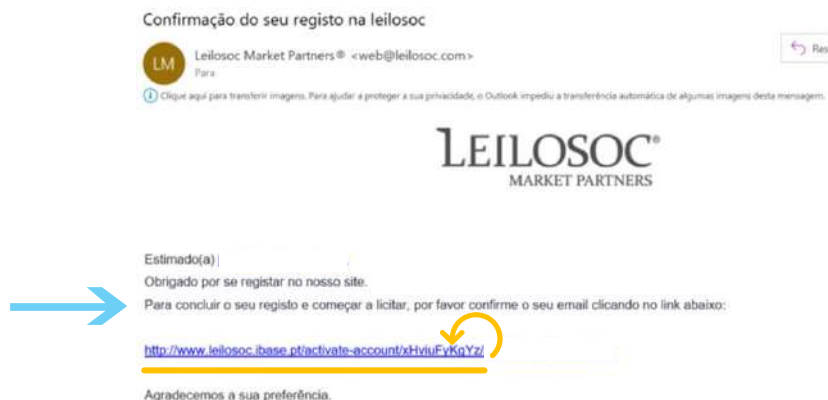 Confirmação do seu registo na leilosoc
LM
Leilosoc Market Partners® <web@leilosoc.com>
Res
Para
Clique aqui para transferir imagens. Para ajudar a proteger a sua privacidade, o Outlook impediu a transferência automática de algumas imagens desta mensagem.
LEILOSOC®
MARKET PARTNERS
Estimado(a)
Obrigado por se registar no nosso site.
Para concluir o seu registo e começar a licitar, por favor confirme o seu email clicando no link abaixo:
http://www.leilosoc.ibase.pt/activate-account/xHviuFyKgYz/
Agradecemos a sua preferência.